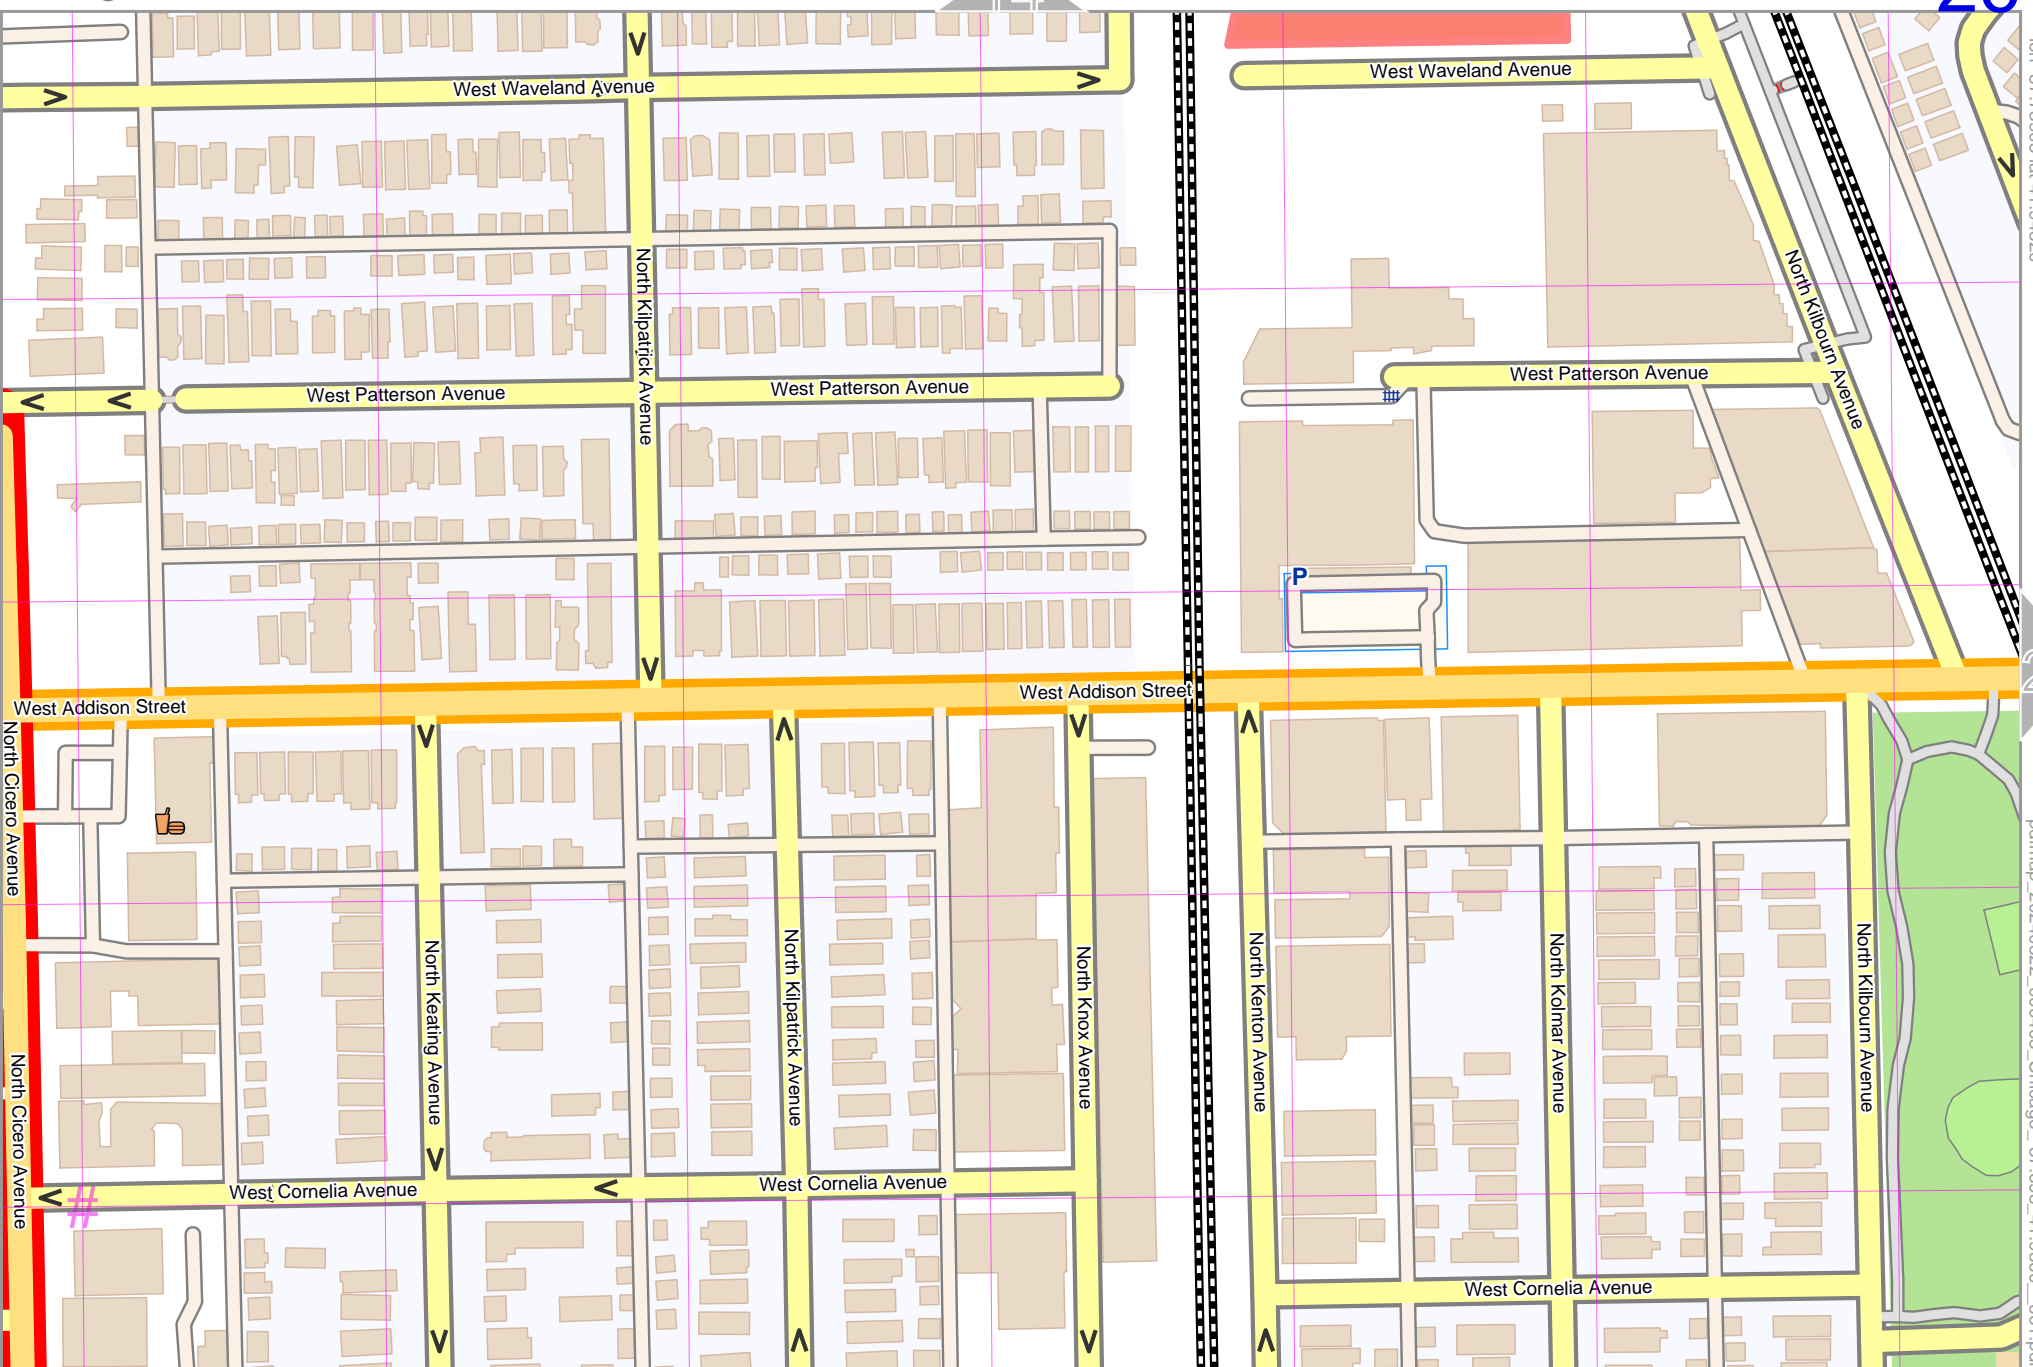 West Waveland Avenue
West Waveland Avenue
North Kilpatrick Avenue
North Kilbourn Avenue
West Patterson Avenue
West Patterson Avenue
West Patterson Avenue
P
West Addison Street
West Addison Street
North Cicero Avenue
North Keating Avenue
North Kilpatrick Avenue
North Knox Avenue
North Kenton Avenue
North Kolmar Avenue
North Kilbourn Avenue
North Cicero Avenue
West Cornelia Avenue
West Cornelia Avenue
#
West Cornelia Avenue